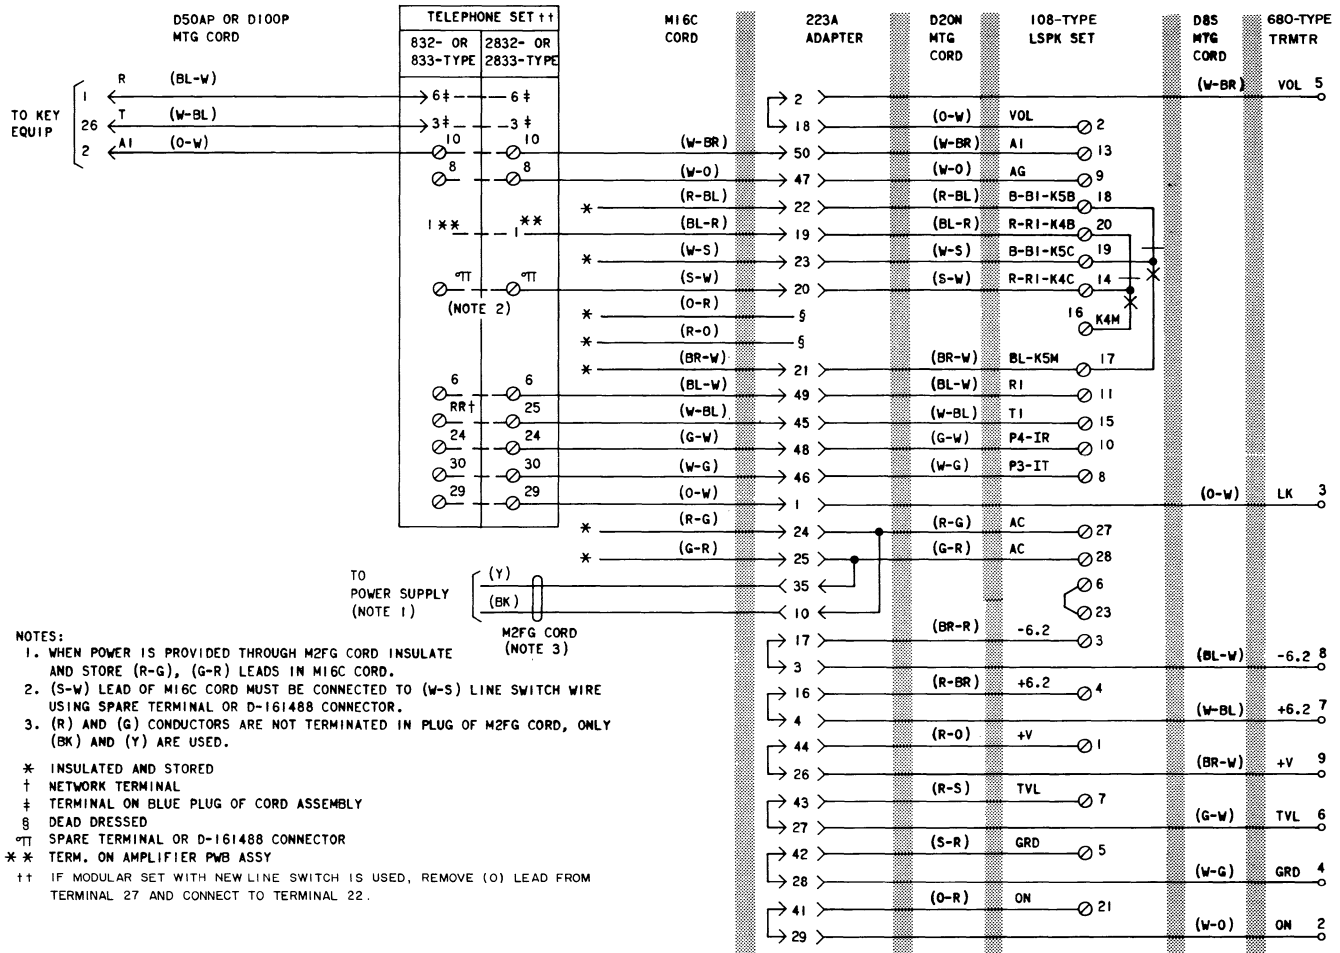 D50AP OR D100P
MTG CORD
TELEPHONE SET ††
832- OR
833-TYPE
2832- OR
2833-TYPE
M16C
CORD
223A
ADAPTER
D20N
MTG
CORD
108-TYPE
LSPK SET
D8S
MTG
CORD
680-TYPE
TRMTR
TO KEY
EQUIP
R (BL-W)
1 6‡ 6‡ 2 (W-BR) VOL 5
T (W-BL)
26 3‡ 3‡ 18 (O-W) VOL 2
2 A1 (O-W) 10 10 (W-BR) 50 (W-BR) A1 13
8 8 (W-O) 47 (W-O) AG 9
* (R-BL) 22 (R-BL) B-B1-K5B 18
1 ** 1 ** (BL-R) 19 (BL-R) R-R1-K4B 20
* (W-S) 23 (W-S) B-B1-K5C 19
(S-W) 20 (S-W) R-R1-K4C 14
(NOTE 2)
* (O-R) §
16 K4M
* (R-O) §
* (BR-W) 21 (BR-W) BL-K5M 17
6 6 (BL-W) 49 (BL-W) R1 11
RR† 25 (W-BL) 45 (W-BL) T1 15
24 24 (G-W) 48 (G-W) P4-1R 10
30 30 (W-G) 46 (W-G) P3-1T 8
29 29 (O-W) 1 (O-W) LK 3
* (R-G) 24 (R-G) AC 27
* (G-R) 25 (G-R) AC 28
TO
POWER SUPPLY
(NOTE 1)
(Y) 35 6
(BK) 10 23
M2FG CORD
(NOTE 3)
17 (BR-R) -6.2 3
3 (BL-W) -6.2 8
16 (R-BR) +6.2 4
4 (W-BL) +6.2 7
44 (R-O) +V 1
26 (BR-W) +V 9
43 (R-S) TVL 7
27 (G-W) TVL 6
42 (S-R) GRD 5
28 (W-G) GRD 4
41 (O-R) ON 21
29 (W-O) ON 2
NOTES:
1. WHEN POWER IS PROVIDED THROUGH M2FG CORD INSULATE
AND STORE (R-G), (G-R) LEADS IN M16C CORD.
2. (S-W) LEAD OF M16C CORD MUST BE CONNECTED TO (W-S) LINE SWITCH WIRE
USING SPARE TERMINAL OR D-161488 CONNECTOR.
3. (R) AND (G) CONDUCTORS ARE NOT TERMINATED IN PLUG OF M2FG CORD, ONLY
(BK) AND (Y) ARE USED.
* INSULATED AND STORED
† NETWORK TERMINAL
‡ TERMINAL ON BLUE PLUG OF CORD ASSEMBLY
§ DEAD DRESSED
SPARE TERMINAL OR D-161488 CONNECTOR
** TERM. ON AMPLIFIER PWB ASSY
†† IF MODULAR SET WITH NEW LINE SWITCH IS USED, REMOVE (O) LEAD FROM
TERMINAL 27 AND CONNECT TO TERMINAL 22.